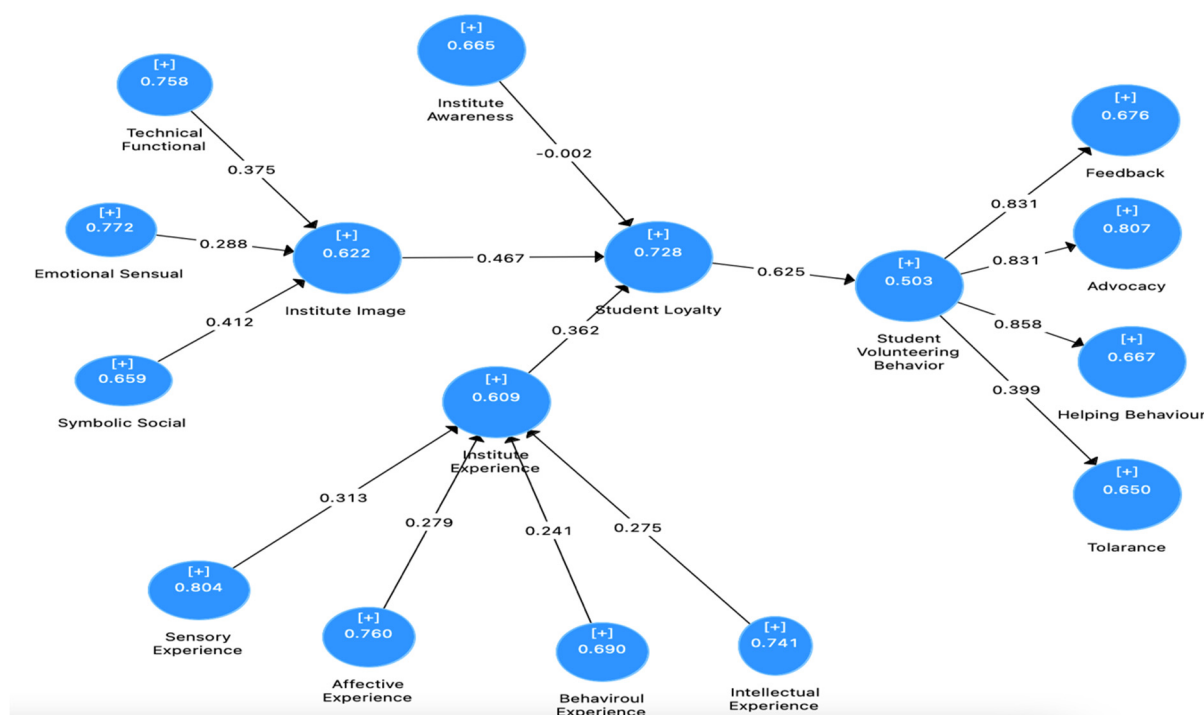 [+]
0.665
Institute
Awareness
[+]
0.758
Technical
Functional
-0.002
0.375
[+]
0.676
Feedback
0.831
[+]
0.772
Emotional Sensual
0.288
[+]
0.622
Institute Image
0.467
[+]
0.728
Student Loyalty
0.625
[+]
0.503
Student
Volunteering
Behavior
0.831
[+]
0.807
Advocacy
0.858
[+]
0.667
Helping Behaviour
0.399
[+]
0.650
Tolarance
0.412
[+]
0.659
Symbolic Social
0.362
[+]
0.609
Institute
Experience
0.313
0.279
0.241
0.275
[+]
0.804
Sensory
Experience
[+]
0.760
Affective
Experience
[+]
0.690
Behaviroul
Experience
[+]
0.741
Intellectual
Experience